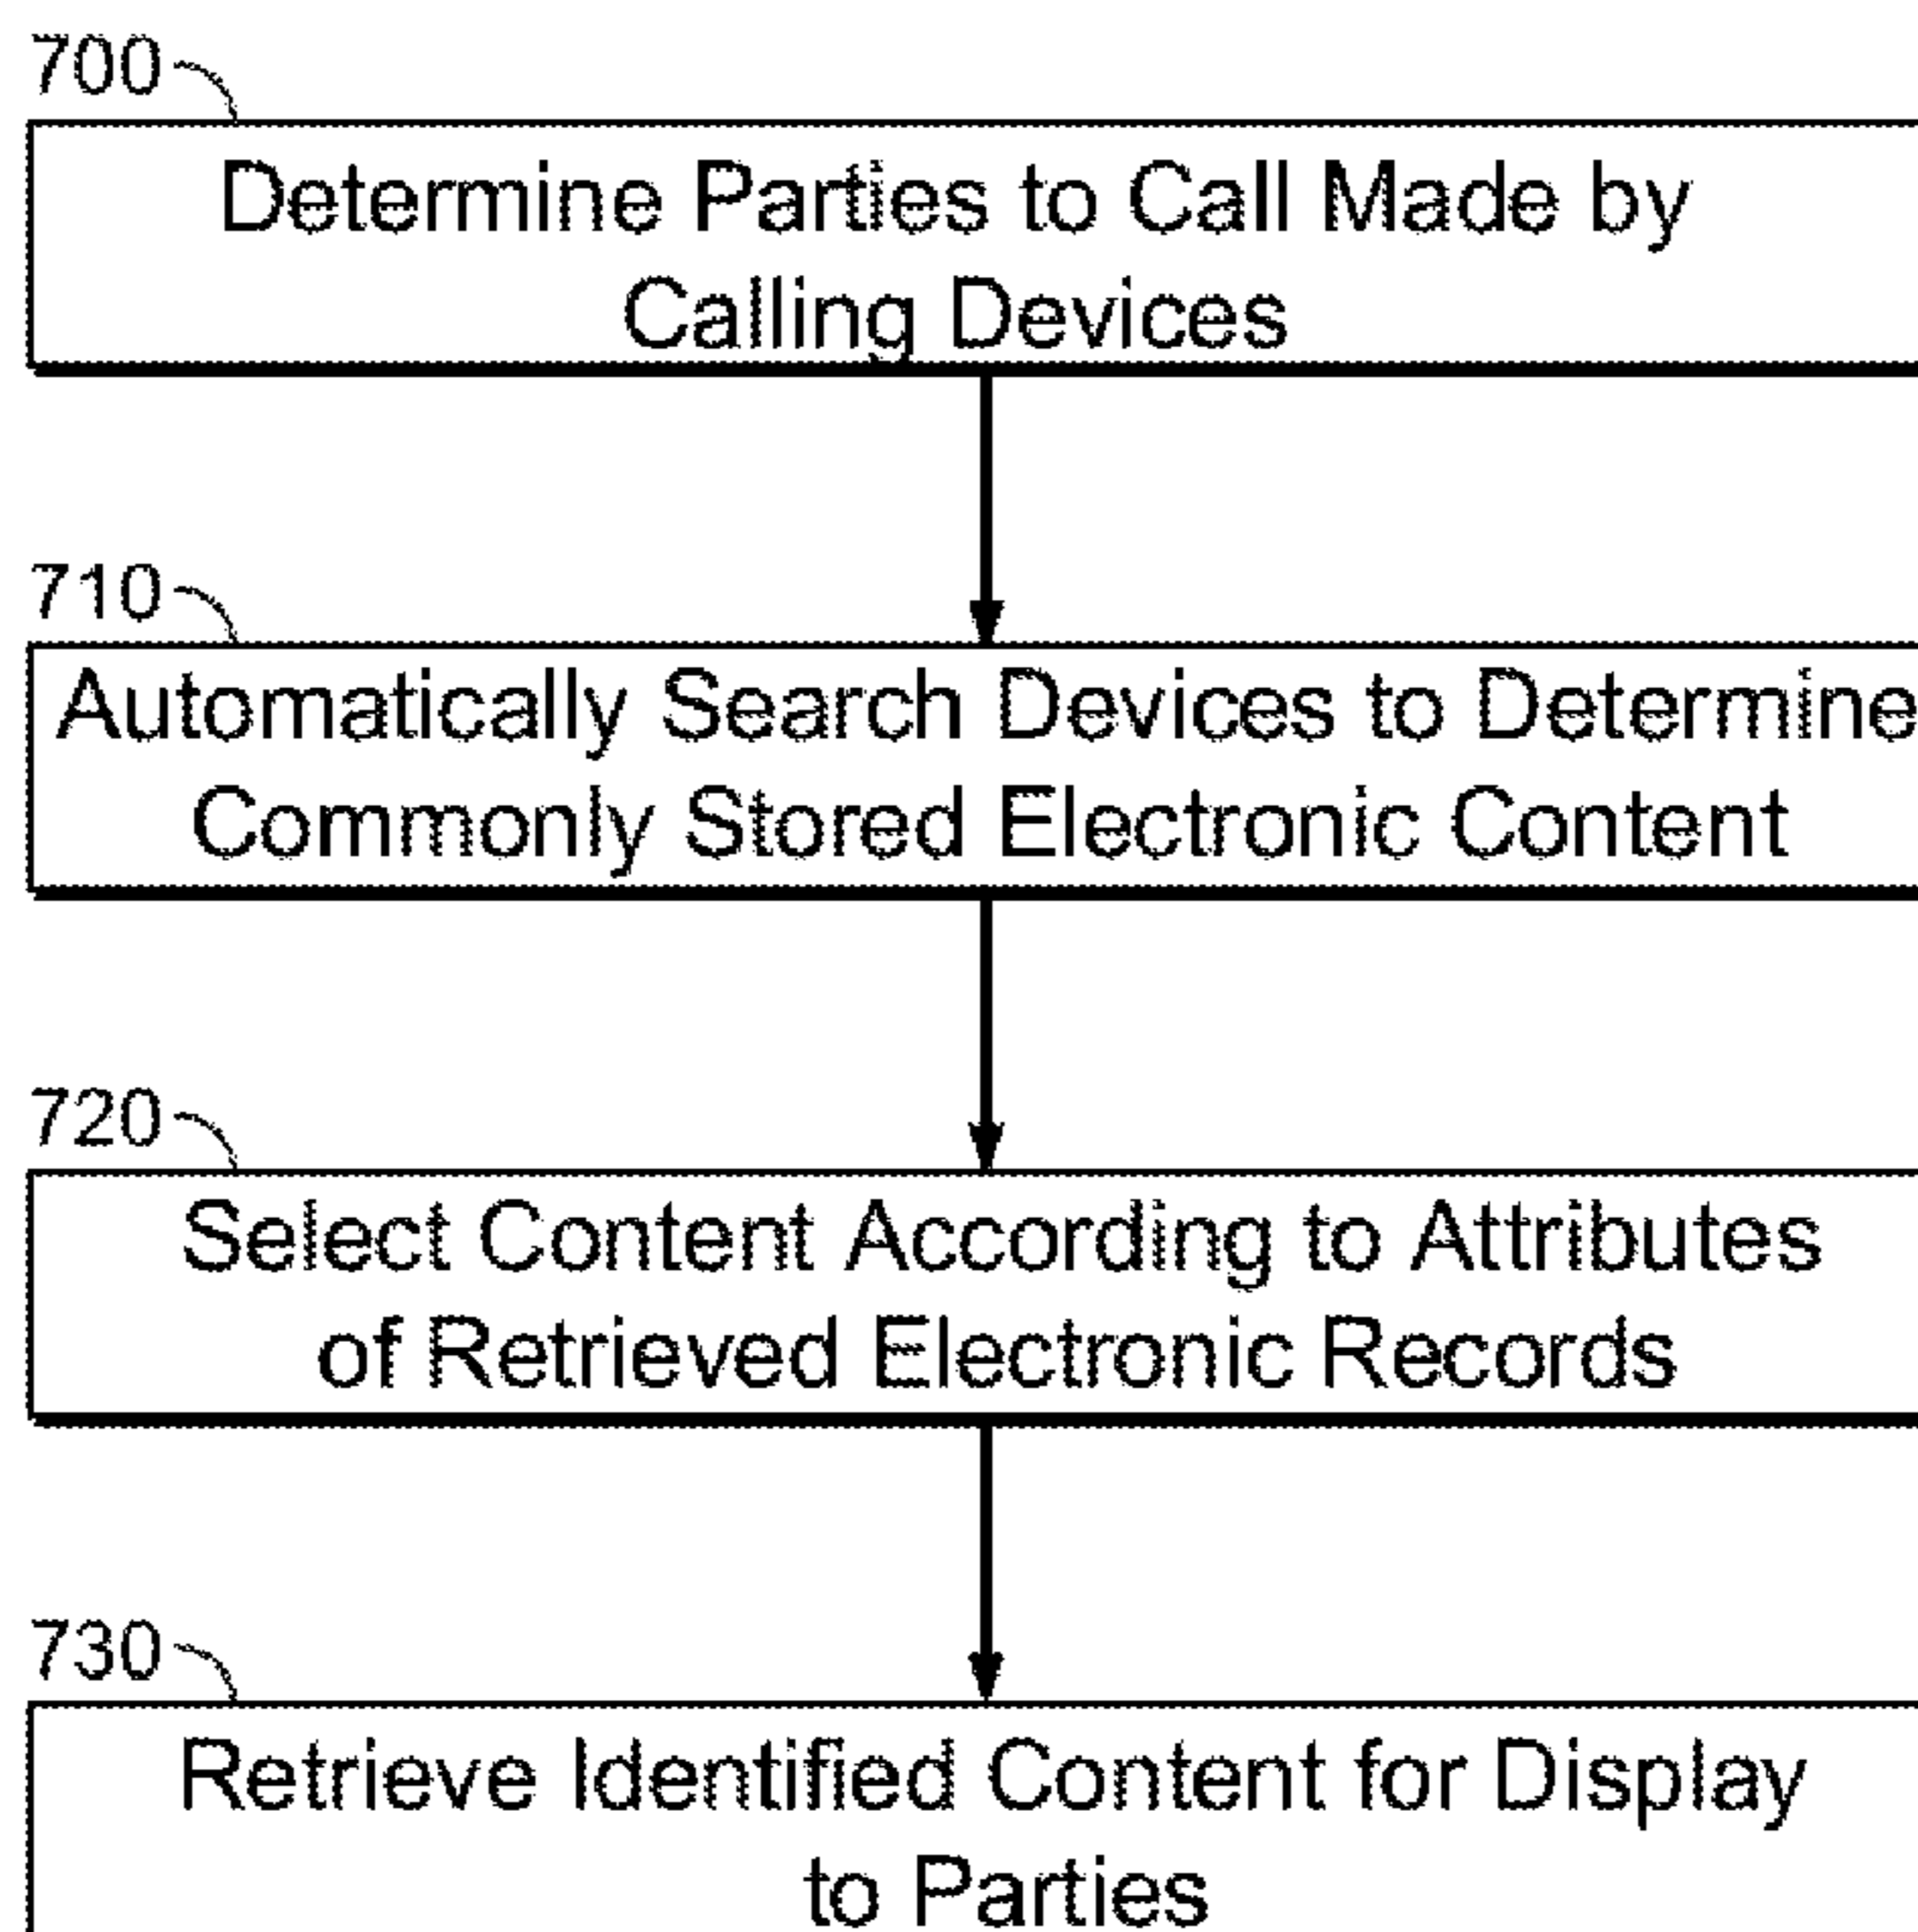 700
Determine Parties to Call Made by
Calling Devices
710
Automatically Search Devices to Determine
Commonly Stored Electronic Content
720
Select Content According to Attributes
of Retrieved Electronic Records
730
Retrieve Identified Content for Display
to Parties